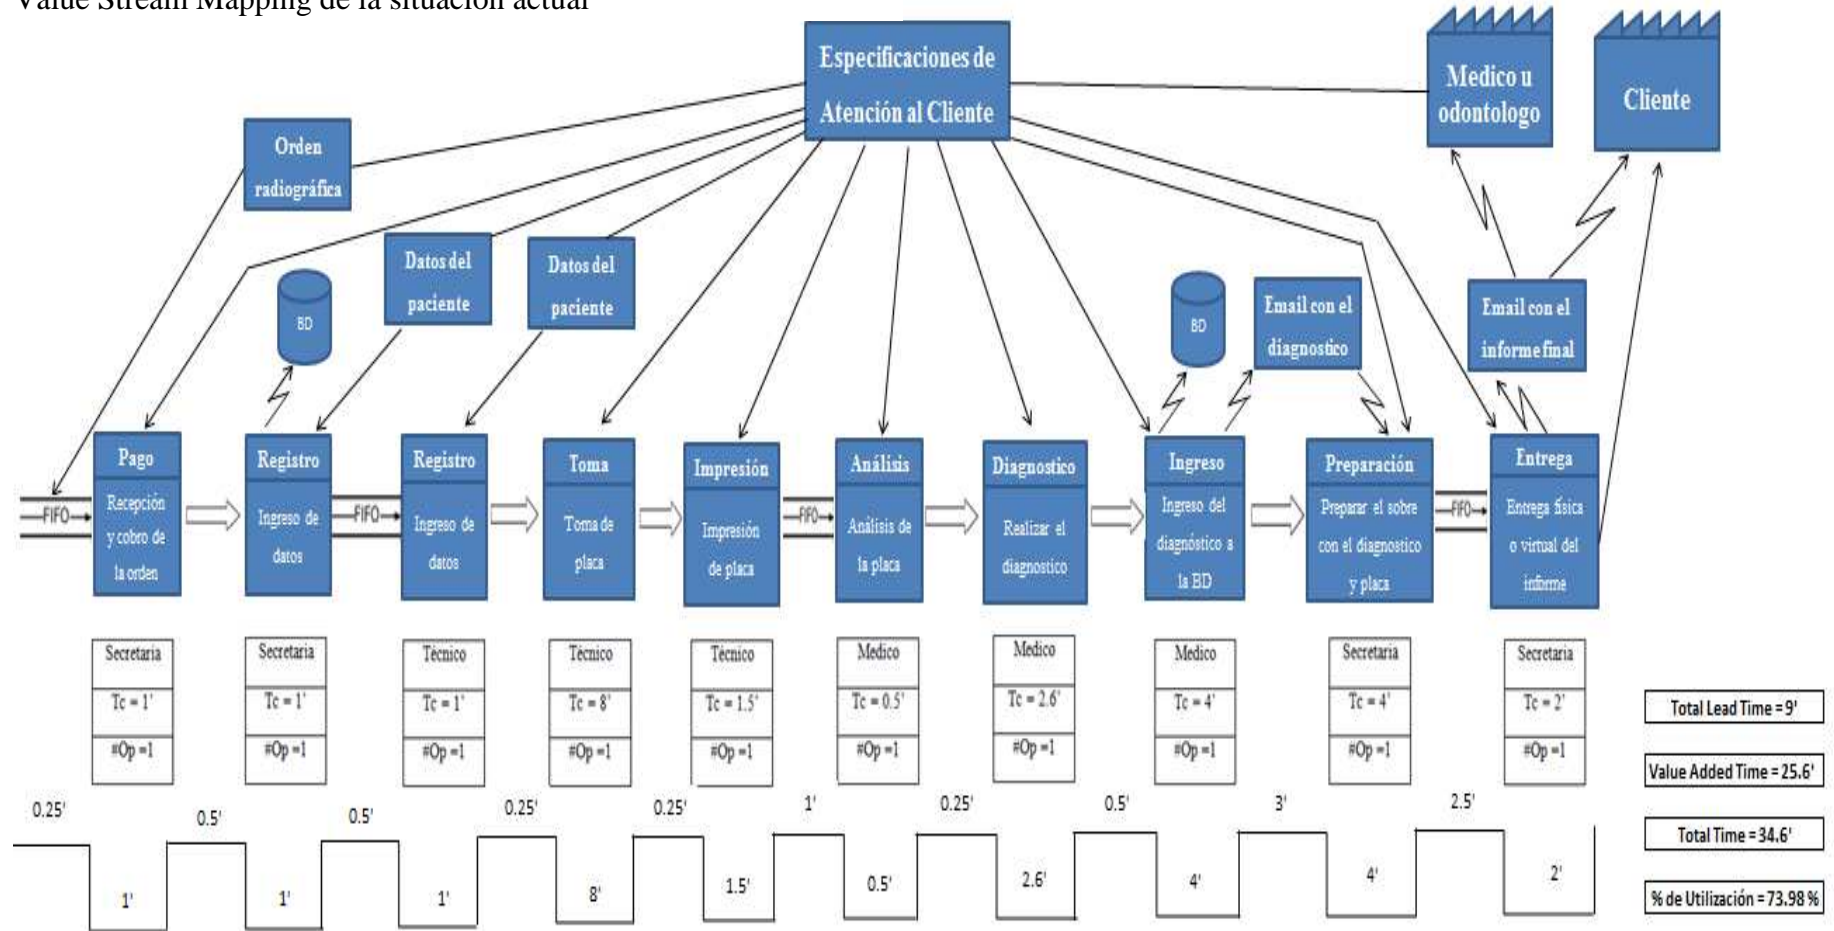 Value Stream Mapping de la situación actual
Especificaciones de
Atención al Cliente
Medico u
odontologo
Cliente
Orden
radiográfica
Datos del
paciente
Datos del
paciente
BD
BD
Email con el
diagnostico
Email con el
informe final
FIFO
Pago
Recepción
y cobro de
la orden
Registro
Ingreso de
datos
FIFO
Registro
Ingreso de
datos
Toma
Toma de
placa
Impresión
Impresión
de placa
FIFO
Análisis
Análisis de
la placa
Diagnostico
Realizar el
diagnostico
Ingreso
Ingreso del
diagnóstico a
la BD
Preparación
Preparar el sobre
con el diagnostico
y placa
FIFO
Entrega
Entrega física
o virtual del
informe
Secretaria
Tc = 1'
#Op =1
Secretaria
Tc = 1'
#Op =1
Técnico
Tc = 1'
#Op =1
Técnico
Tc = 8'
#Op =1
Técnico
Tc = 1.5'
#Op =1
Medico
Tc = 0.5'
#Op =1
Medico
Tc = 2.6'
#Op =1
Medico
Tc = 4'
#Op =1
Secretaria
Tc = 4'
#Op =1
Secretaria
Tc = 2'
#Op =1
0.25'
0.5'
0.5'
0.25'
0.25'
1'
0.25'
0.5'
3'
2.5'
1'
1'
1'
8'
1.5'
0.5'
2.6'
4'
4'
2'
Total Lead Time = 9'
Value Added Time = 25.6'
Total Time = 34.6'
% de Utilización = 73.98 %